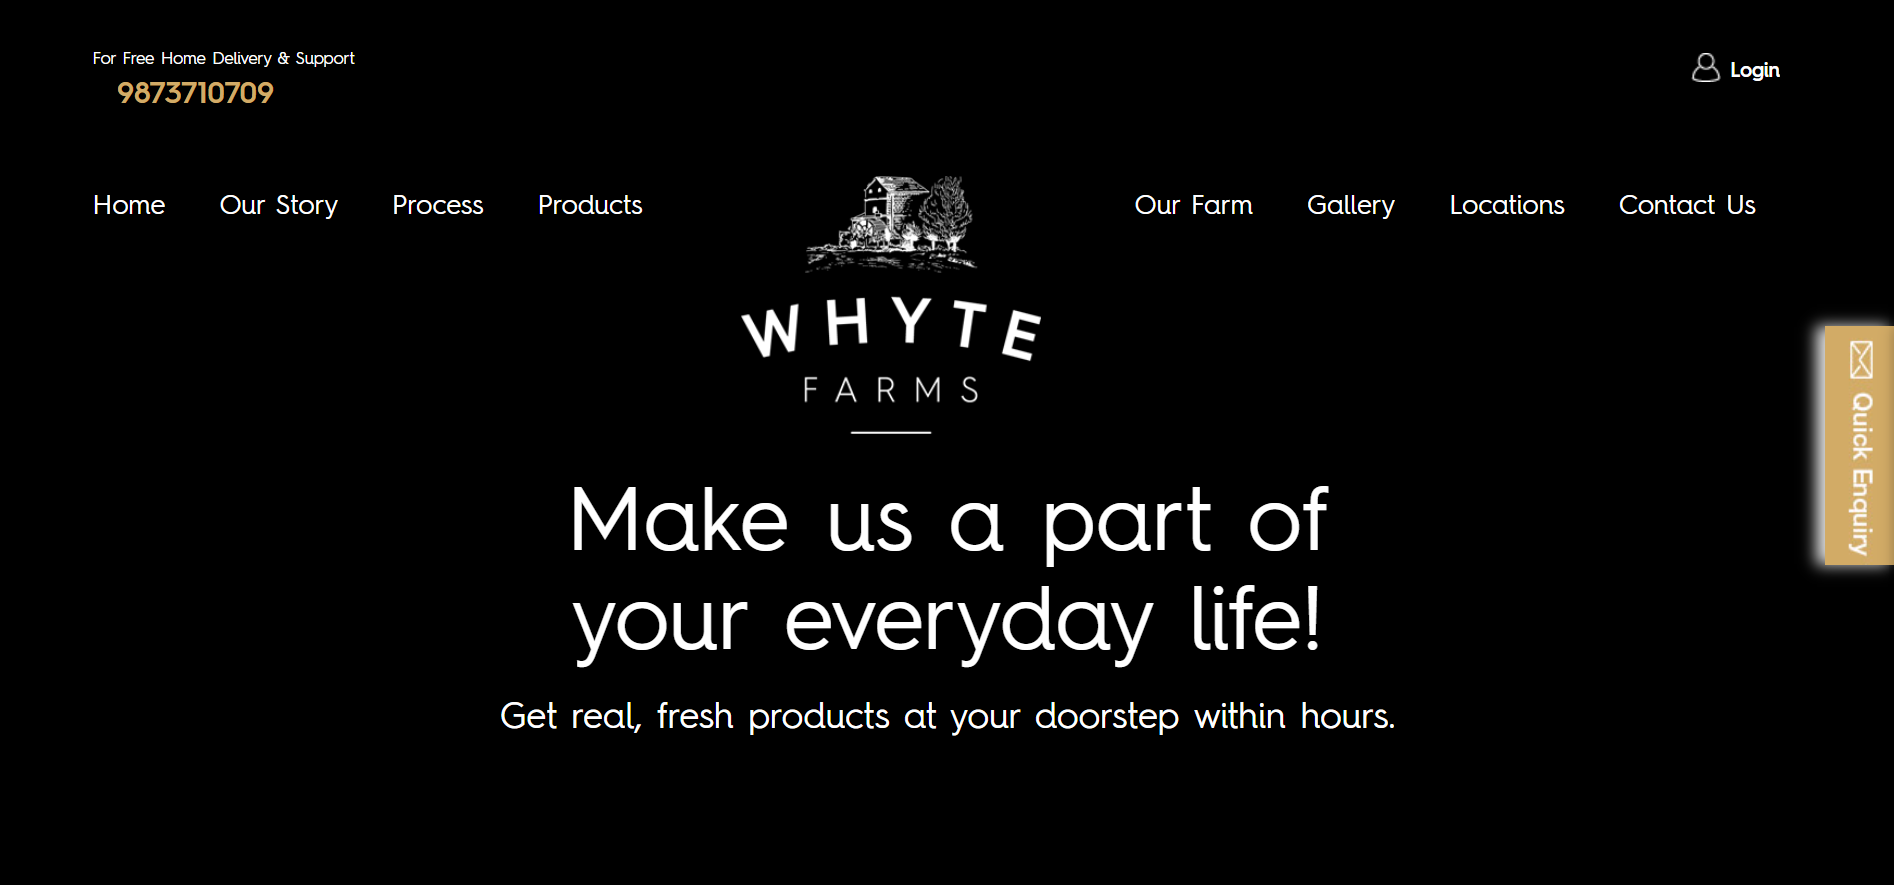 For Free Home Delivery & Support
9873710709
Login
Home
Our Story
Process
Products
Our Farm
Gallery
Locations
Contact Us
WHYTE
FARMS
Quick Enquiry
Make us a part of
your everyday life!
Get real, fresh products at your doorstep within hours.